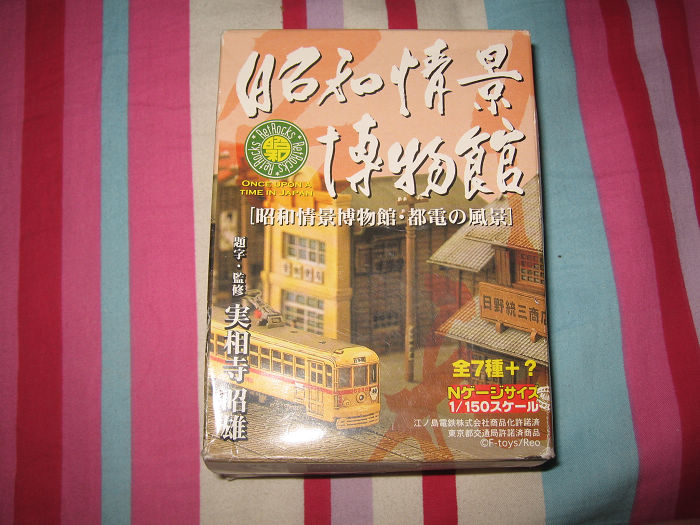 昭和情景
博物館
RetRocks RetRocks RetRocks
昭和
ONCE UPON A
TIME IN JAPAN
[昭和情景博物館・都電の風景]
題字・監修 実相寺昭雄
日野統三商店
全7種+?
Nゲージサイズ
1/150スケール
江ノ島電鉄株式会社商品化許諾済
東京都交通局許諾済商品
©F-toys/Reo